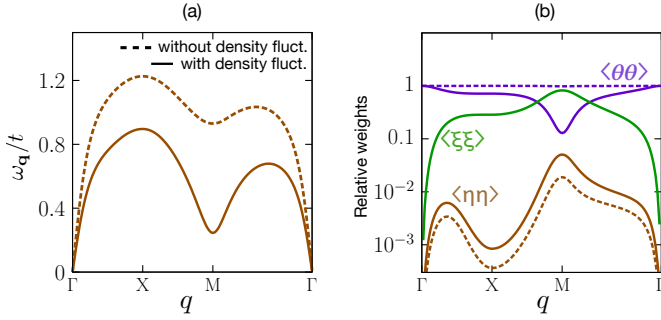 (a)
without density fluct.
with density fluct.
ω_q/t
1.2
0.8
0.4
0
Γ X M Γ
q
(b)
Relative weights
1
0.1
10⁻²
10⁻³
⟨θθ⟩
⟨ξξ⟩
⟨ηη⟩
Γ X M Γ
q